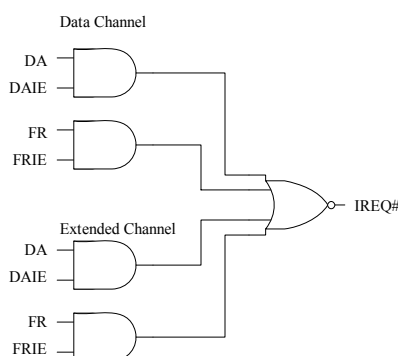 Data Channel
DA
DAIE
FR
FRIE
IREQ#
Extended Channel
DA
DAIE
FR
FRIE